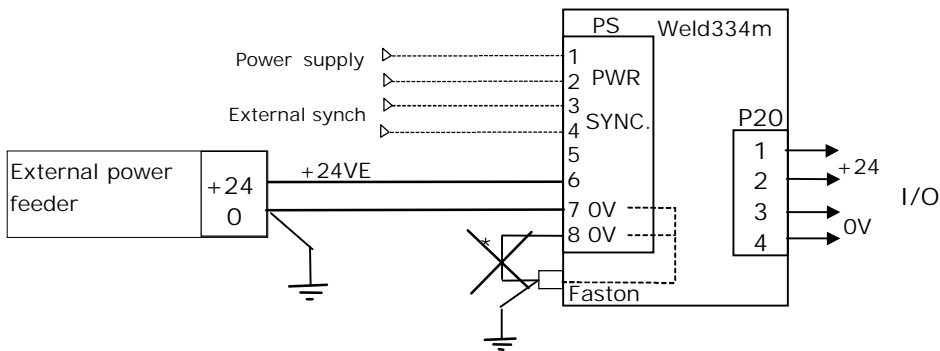 PS
Weld334m
Power supply
1
2 PWR
External synch
3
4 SYNC.
5
External power
feeder
+24
0
+24VE
6
7 0V
8 0V
*
Faston
P20
1
2
3
4
+24
0V
I/O